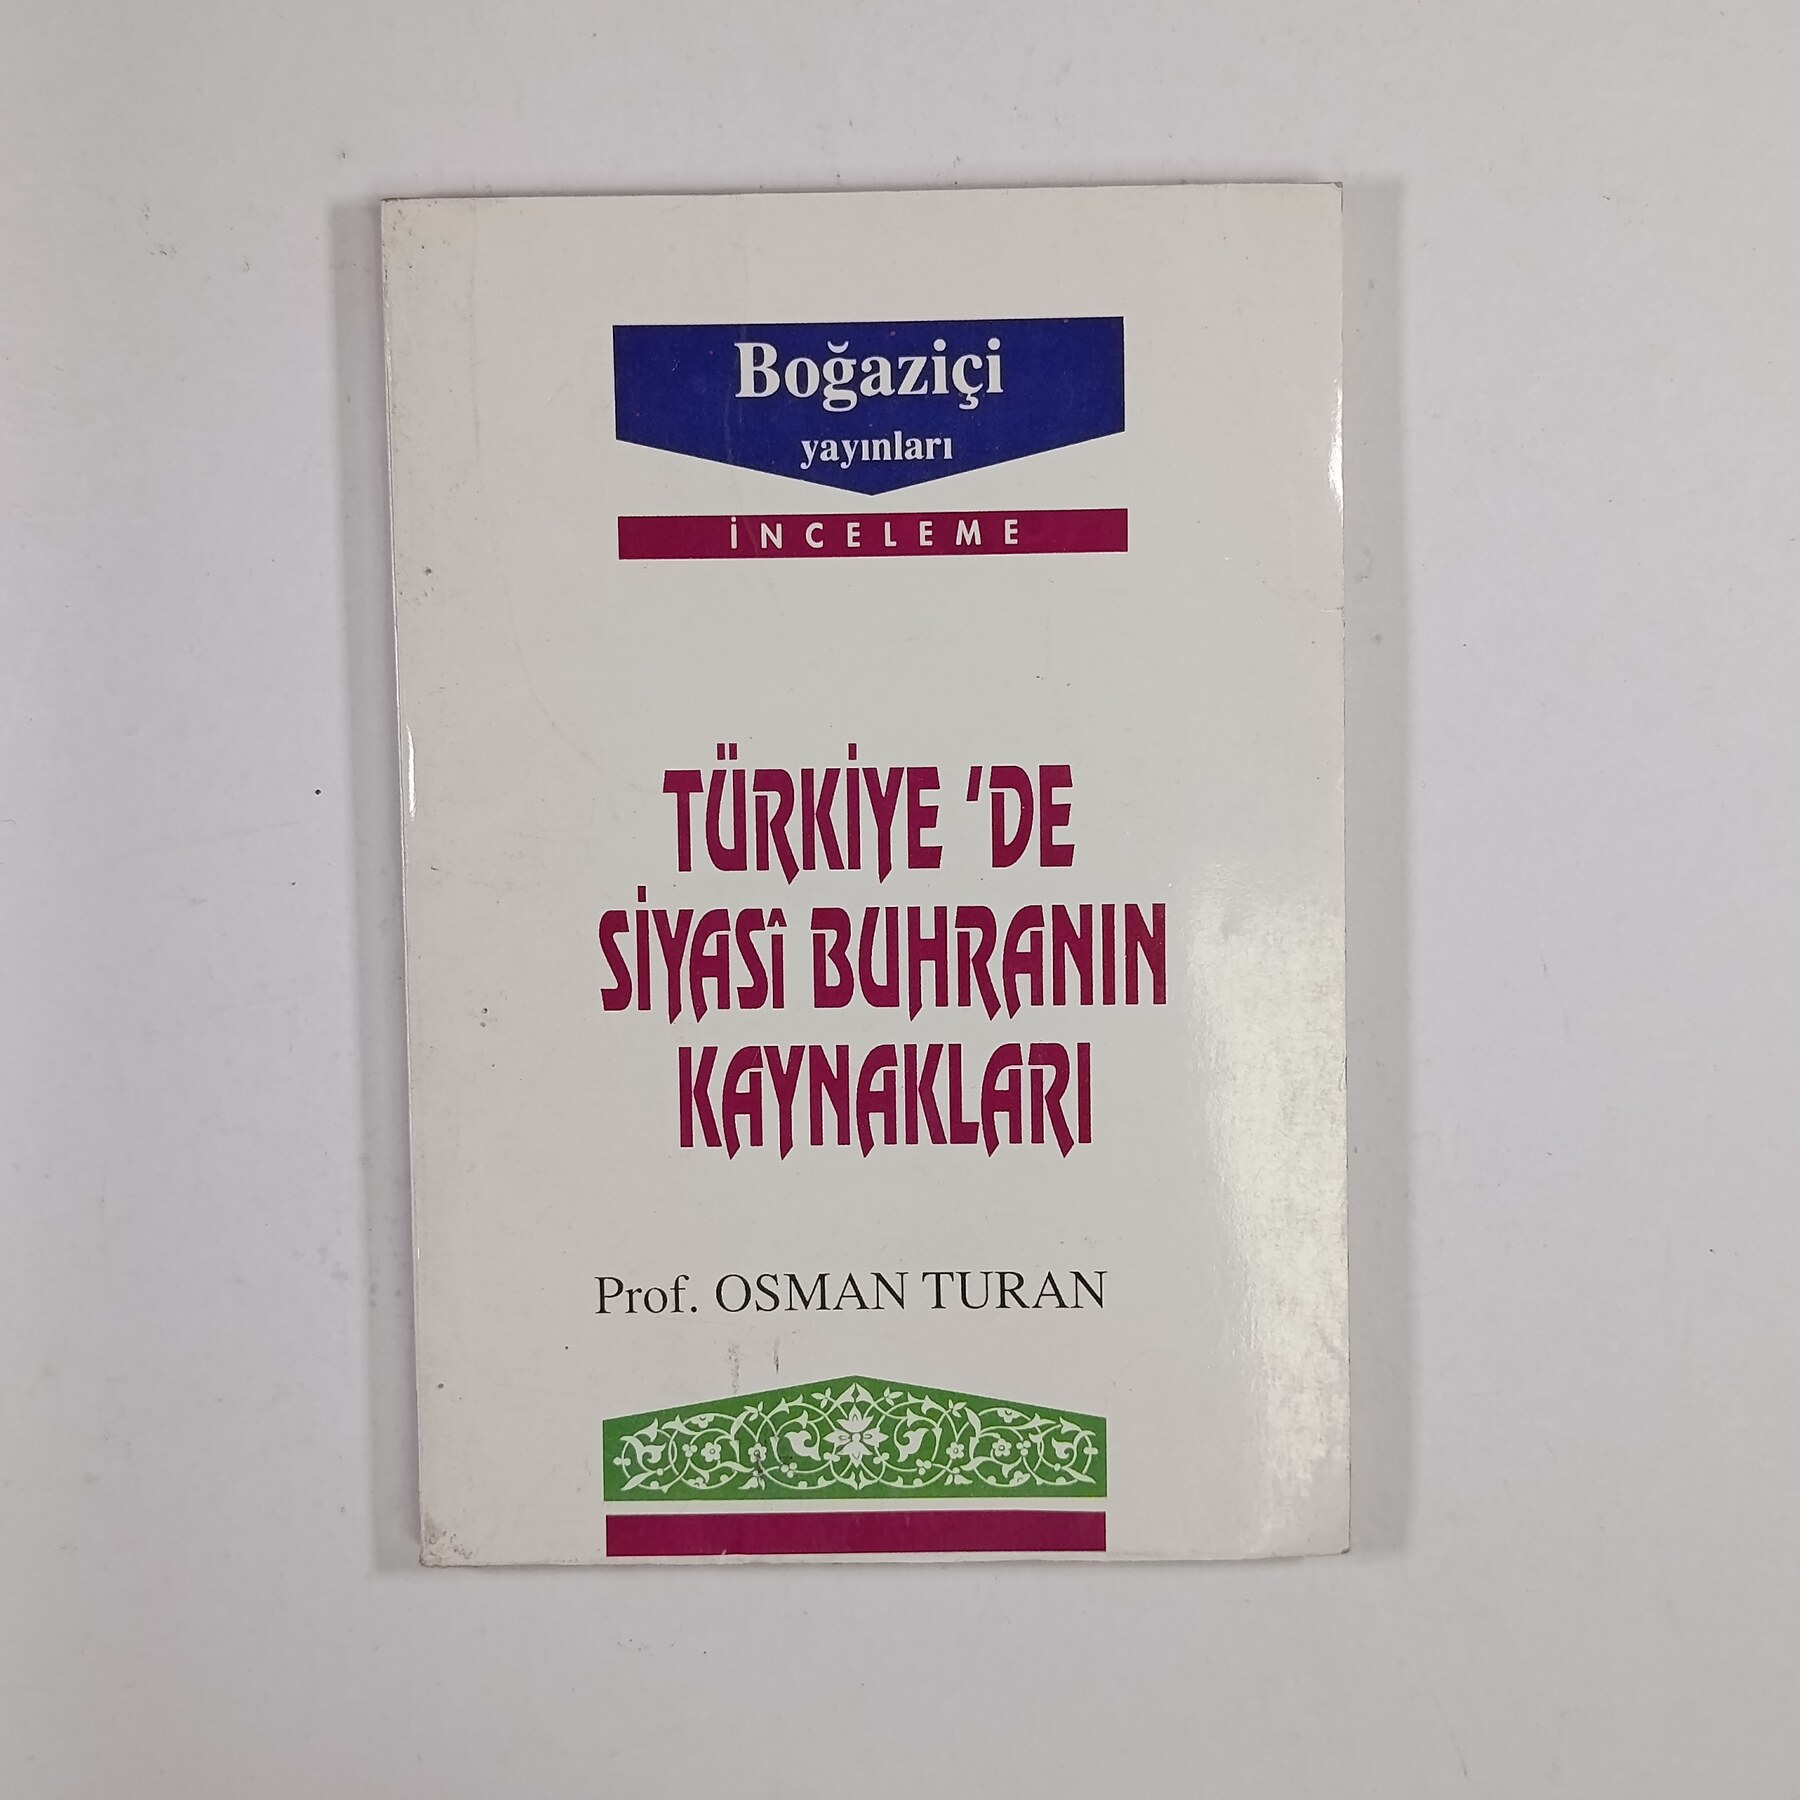 Boğaziçi
yayınları
İNCELEME
TÜRKİYE 'DE
SİYASÎ BUHRANIN
KAYNAKLARI
Prof. OSMAN TURAN